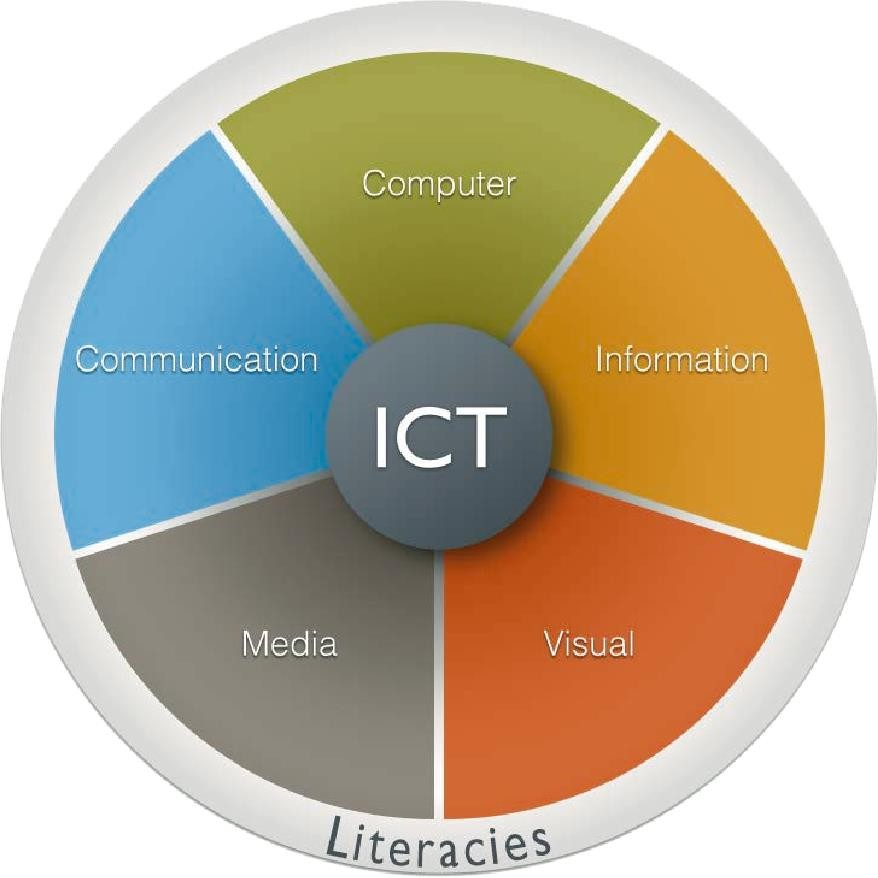 Computer
Communication
Information
ICT
Media
Visual
Literacies